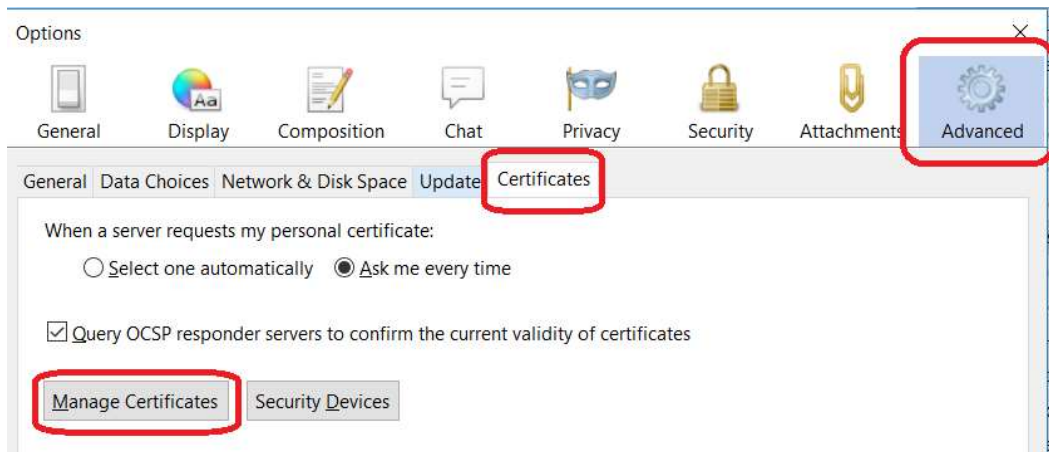 Options
General Display Composition Chat Privacy Security Attachments Advanced
General Data Choices Network & Disk Space Update Certificates
When a server requests my personal certificate:
Select one automatically Ask me every time
Query OCSP responder servers to confirm the current validity of certificates
Manage Certificates Security Devices